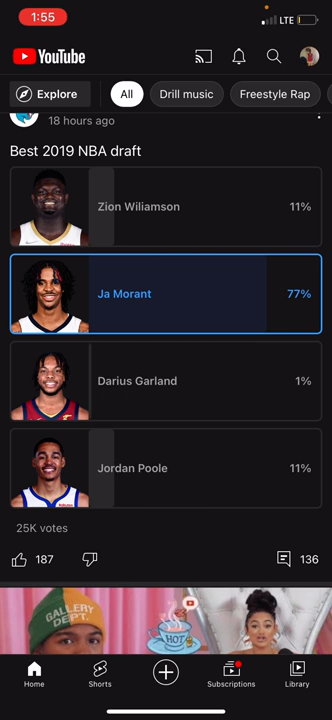 1:55
LTE
YouTube
Explore
All
Drill music
Freestyle Rap
18 hours ago
Best 2019 NBA draft
Zion Wiliamson
11%
Ja Morant
77%
Darius Garland
1%
Jordan Poole
11%
25K votes
187
136
GALLERY
DEPT.
HOT
Home
Shorts
Subscriptions
Library